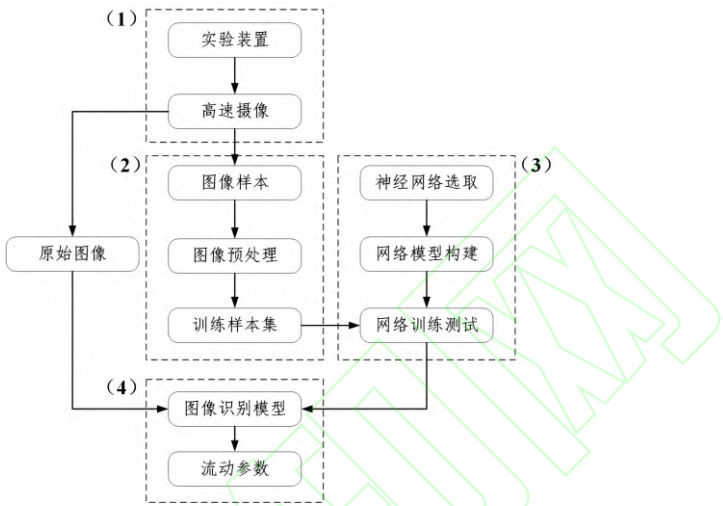 （1）
实验装置
高速摄像
（2）
图像样本
图像预处理
训练样本集
（3）
神经网络选取
网络模型构建
网络训练测试
原始图像
（4）
图像识别模型
流动参数